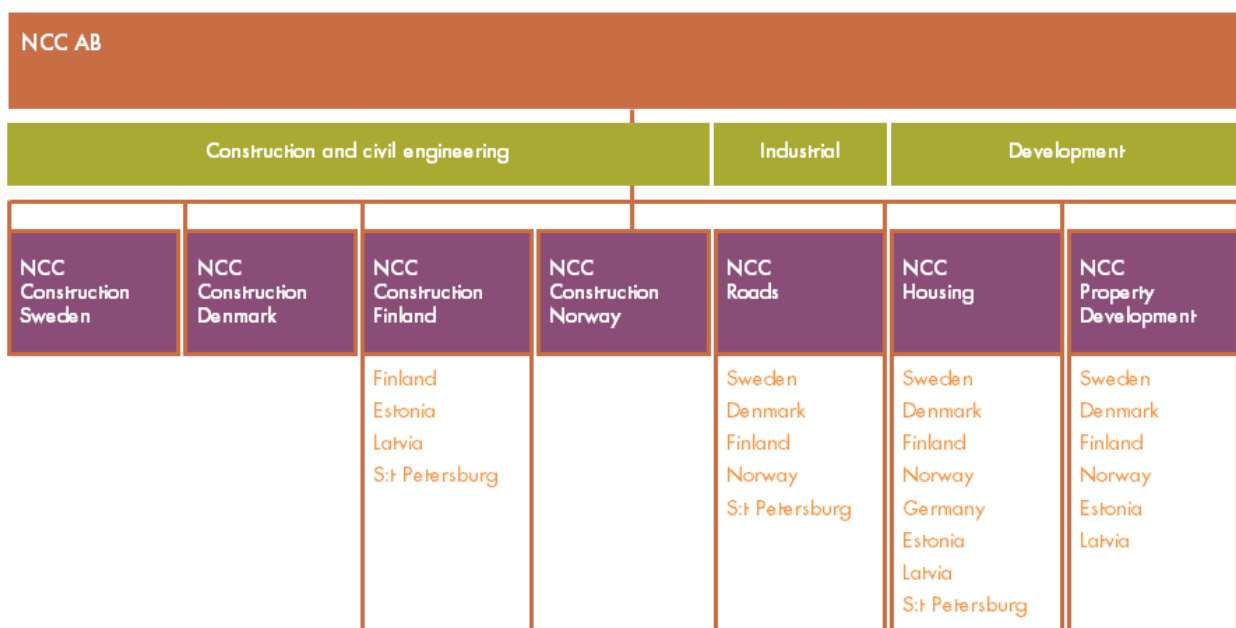 NCC AB
Construction and civil engineering
Industrial
Development
NCC
Construction
Sweden
NCC
Construction
Denmark
NCC
Construction
Finland
NCC
Construction
Norway
NCC
Roads
NCC
Housing
NCC
Property
Development
Finland
Estonia
Latvia
S:t Petersburg
Sweden
Denmark
Finland
Norway
S:t Petersburg
Sweden
Denmark
Finland
Norway
Germany
Estonia
Latvia
S:t Petersburg
Sweden
Denmark
Finland
Norway
Estonia
Latvia